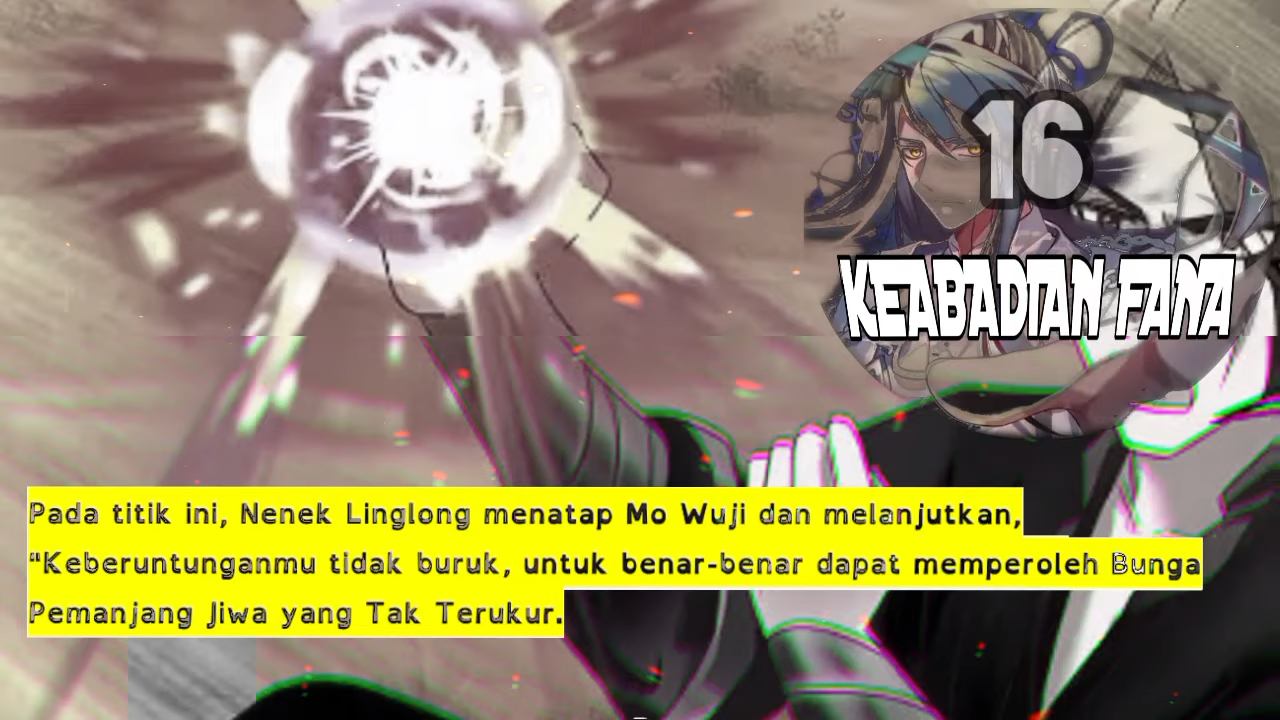 16
KEABADIAN FANA
Pada titik ini, Nenek Linglong menatap Mo Wuji dan melanjutkan,
"Keberuntunganmu tidak buruk, untuk benar-benar dapat memperoleh Bunga
Pemanjang Jiwa yang Tak Terukur.